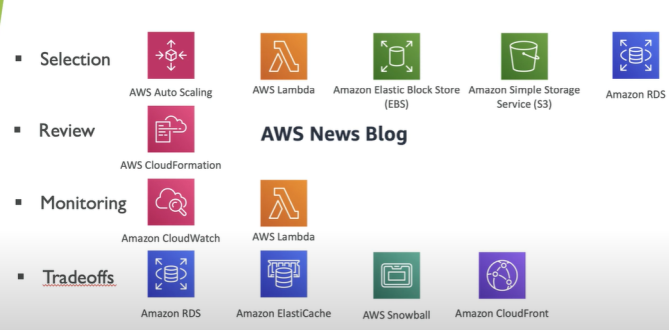 Selection
AWS Auto Scaling
AWS Lambda
Amazon Elastic Block Store
(EBS)
Amazon Simple Storage
Service (S3)
Amazon RDS
Review
AWS CloudFormation
AWS News Blog
Monitoring
Amazon CloudWatch
AWS Lambda
Tradeoffs
Amazon RDS
Amazon ElastiCache
AWS Snowball
Amazon CloudFront